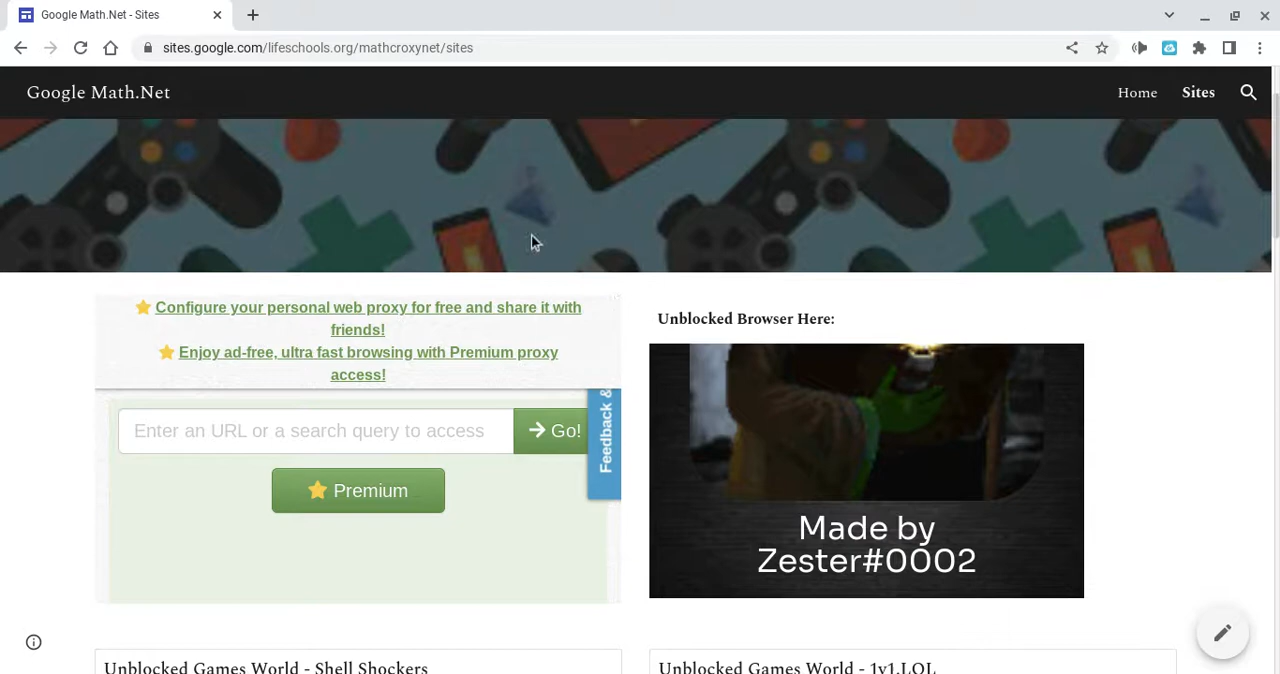 Google Math.Net - Sites
sites.google.com/lifeschools.org/mathcroxynet/sites
Google Math.Net
Home
Sites
Configure your personal web proxy for free and share it with
friends!
Enjoy ad-free, ultra fast browsing with Premium proxy
access!
Enter an URL or a search query to access
Go!
Premium
Feedback &
Unblocked Browser Here:
Made by
Zester#0002
Unblocked Games World - Shell Shockers
Unblocked Games World - 1v1.LOL